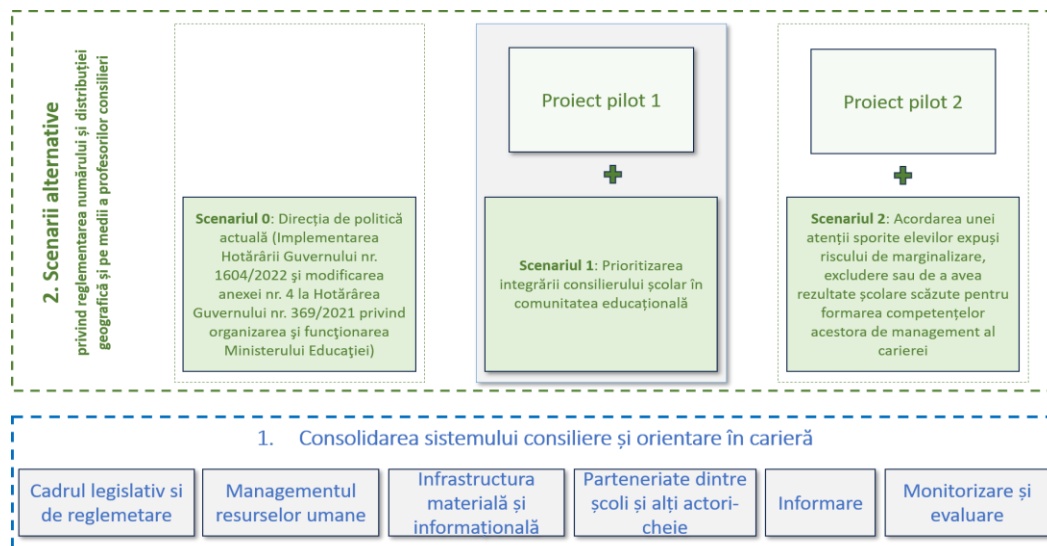 2. Scenarii alternative
privind reglementarea numărului și distribuției
geografică și pe medii a profesorilor consilieri
Scenariul 0: Direcția de politică
actuală (Implementarea
Hotărârii Guvernului nr.
1604/2022 şi modificarea
anexei nr. 4 la Hotărârea
Guvernului nr. 369/2021 privind
organizarea şi funcţionarea
Ministerului Educaţiei)
Proiect pilot 1
Scenariul 1: Prioritizarea
integrării consilierului școlar în
comunitatea educațională
Proiect pilot 2
Scenariul 2: Acordarea unei
atenții sporite elevilor expuși
riscului de marginalizare,
excludere sau de a avea
rezultate școlare scăzute pentru
formarea competențelor
acestora de management al
carierei
1. Consolidarea sistemului consiliere și orientare în carieră
Cadrul legislativ si
de reglemetare
Managementul
resurselor umane
Infrastructura
materială și
informațională
Parteneriate dintre
școli și alți actori-
cheie
Informare
Monitorizare și
evaluare